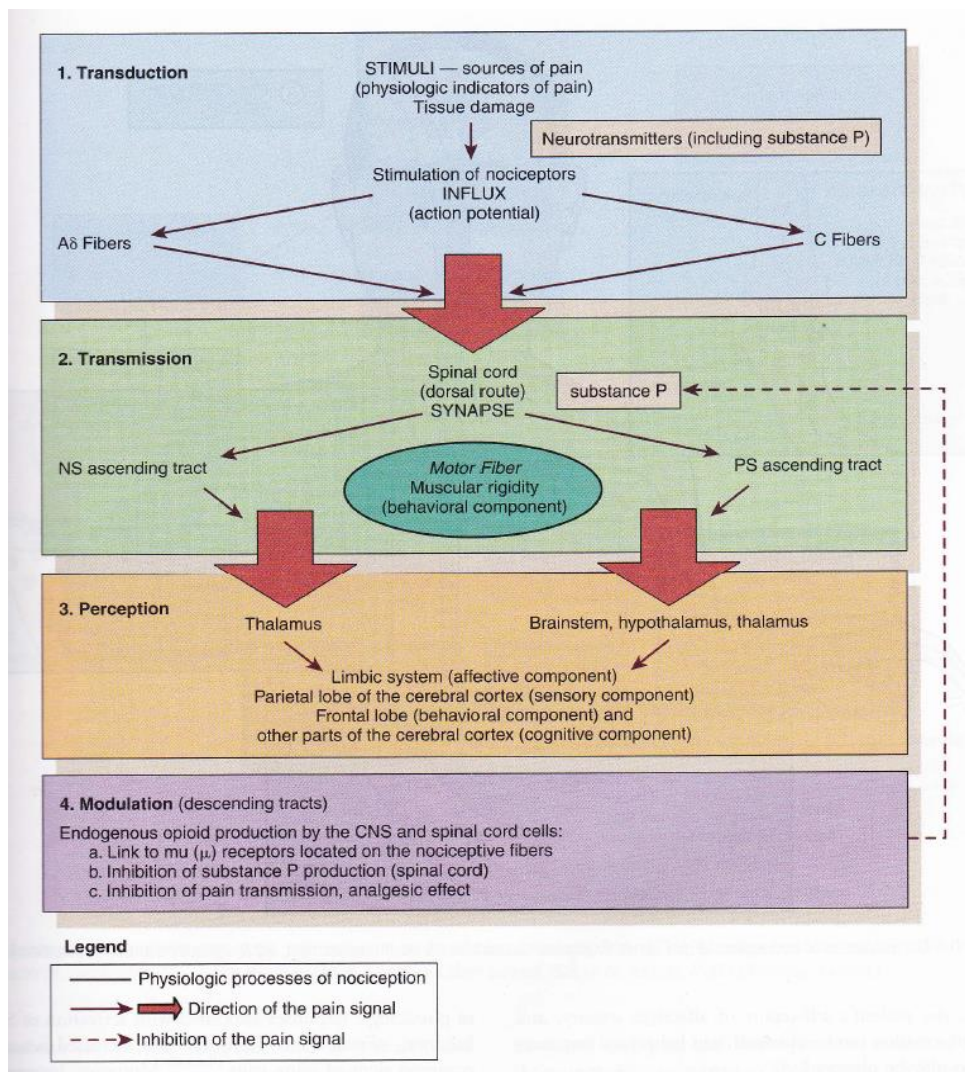 1. Transduction
STIMULI — sources of pain
(physiologic indicators of pain)
Tissue damage
Neurotransmitters (including substance P)
Stimulation of nociceptors
INFLUX
(action potential)
Aδ Fibers
C Fibers
2. Transmission
Spinal cord
(dorsal route)
SYNAPSE
substance P
NS ascending tract
PS ascending tract
Motor Fiber
Muscular rigidity
(behavioral component)
3. Perception
Thalamus
Brainstem, hypothalamus, thalamus
Limbic system (affective component)
Parietal lobe of the cerebral cortex (sensory component)
Frontal lobe (behavioral component) and
other parts of the cerebral cortex (cognitive component)
4. Modulation (descending tracts)
Endogenous opioid production by the CNS and spinal cord cells:
a. Link to mu (μ) receptors located on the nociceptive fibers
b. Inhibition of substance P production (spinal cord)
c. Inhibition of pain transmission, analgesic effect
Legend
Physiologic processes of nociception
Direction of the pain signal
Inhibition of the pain signal